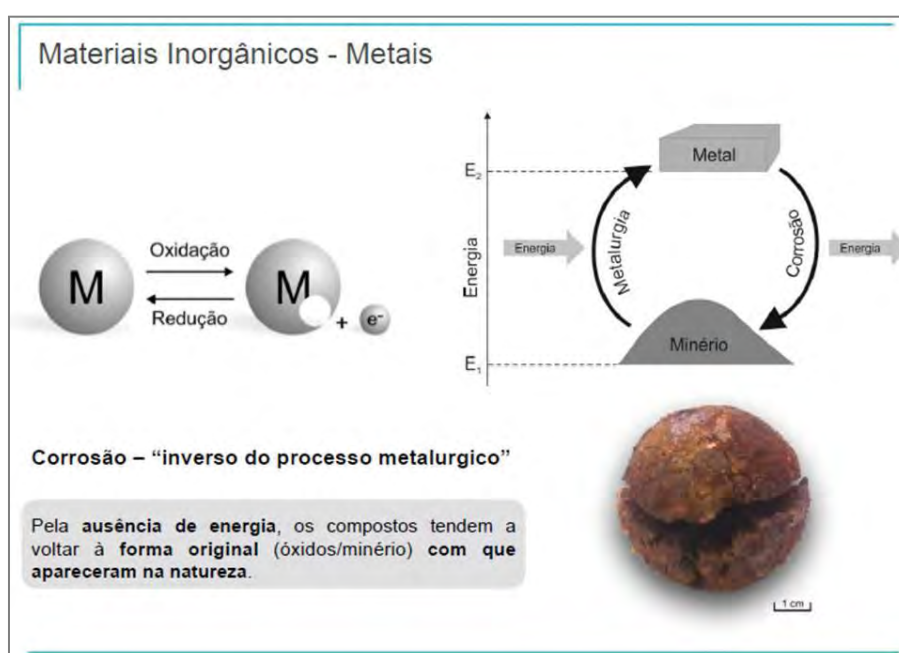 Materiais Inorgânicos - Metais
M
Oxidação
Redução
M
+ e-
Energia
E2
E1
Metal
Energia
Metalurgia
Corrosão
Energia
Minério
Corrosão – “inverso do processo metalurgico”
Pela ausência de energia, os compostos tendem a
voltar à forma original (óxidos/minério) com que
apareceram na natureza.
1 cm